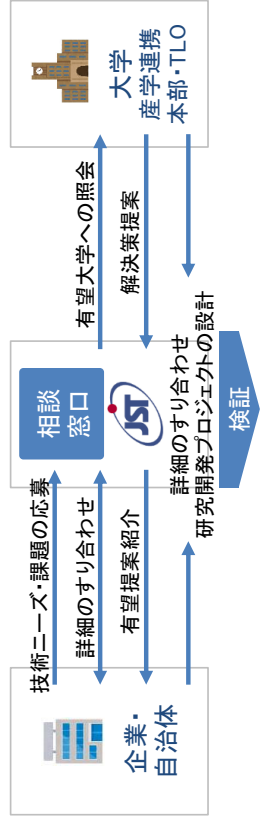 企業・
自治体
技術ニーズ・課題の応募
詳細のすり合わせ
有望提案紹介
相談
窓口
JST
有望大学への照会
解決策提案
大学
産学連携
本部・TLO
詳細のすり合わせ
研究開発プロジェクトの設計
検証